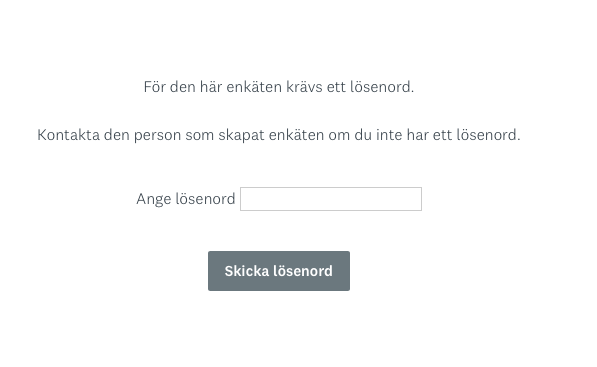 För den här enkäten krävs ett lösenord.
Kontakta den person som skapat enkäten om du inte har ett lösenord.
Ange lösenord
Skicka lösenord